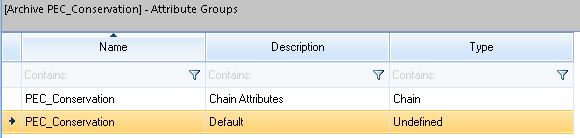 [Archive PEC_Conservation] - Attribute Groups
Name Description Type
Contains: Contains: Contains:
PEC_Conservation Chain Attributes Chain
PEC_Conservation Default Undefined